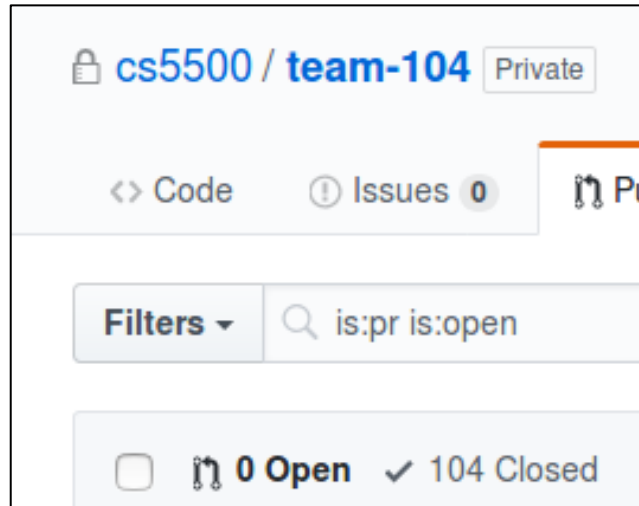 cs5500 / team-104 Private
Code Issues 0
Filters is:pr is:open
0 Open 104 Closed